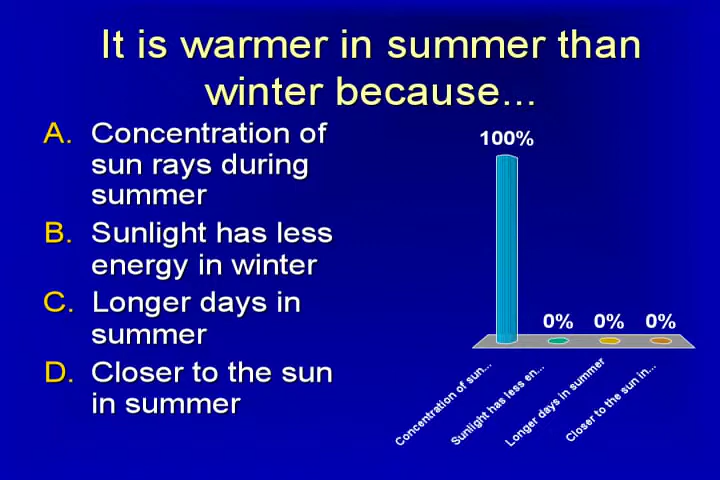 It is warmer in summer than
winter because...
A. Concentration of
sun rays during
summer
B. Sunlight has less
energy in winter
C. Longer days in
summer
D. Closer to the sun
in summer
100%
0% 0% 0%
Concentration of sun...
Sunlight has less en...
Longer days in summer
Closer to the sun in...